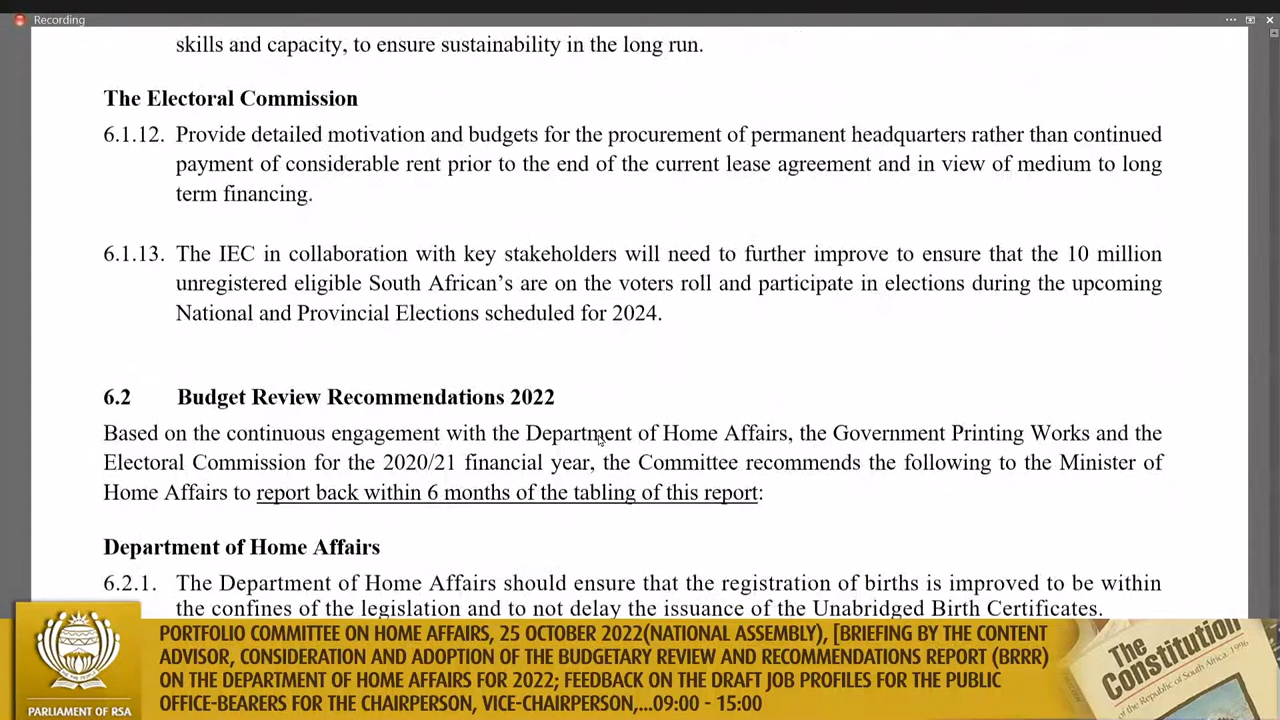 Recording
skills and capacity, to ensure sustainability in the long run.
The Electoral Commission
6.1.12. Provide detailed motivation and budgets for the procurement of permanent headquarters rather than continued
payment of considerable rent prior to the end of the current lease agreement and in view of medium to long
term financing.
6.1.13. The IEC in collaboration with key stakeholders will need to further improve to ensure that the 10 million
unregistered eligible South African’s are on the voters roll and participate in elections during the upcoming
National and Provincial Elections scheduled for 2024.
6.2 Budget Review Recommendations 2022
Based on the continuous engagement with the Department of Home Affairs, the Government Printing Works and the
Electoral Commission for the 2020/21 financial year, the Committee recommends the following to the Minister of
Home Affairs to report back within 6 months of the tabling of this report:
Department of Home Affairs
6.2.1. The Department of Home Affairs should ensure that the registration of births is improved to be within
the confines of the legislation and to not delay the issuance of the Unabridged Birth Certificates.
PORTFOLIO COMMITTEE ON HOME AFFAIRS, 25 OCTOBER 2022(NATIONAL ASSEMBLY), [BRIEFING BY THE CONTENT
ADVISOR, CONSIDERATION AND ADOPTION OF THE BUDGETARY REVIEW AND RECOMMENDATIONS REPORT (BRRR)
ON THE DEPARTMENT OF HOME AFFAIRS FOR 2022; FEEDBACK ON THE DRAFT JOB PROFILES FOR THE PUBLIC
OFFICE-BEARERS FOR THE CHAIRPERSON, VICE-CHAIRPERSON,...09:00 - 15:00
PARLIAMENT OF RSA
The
Constitution
of the Republic of South Africa, 1996